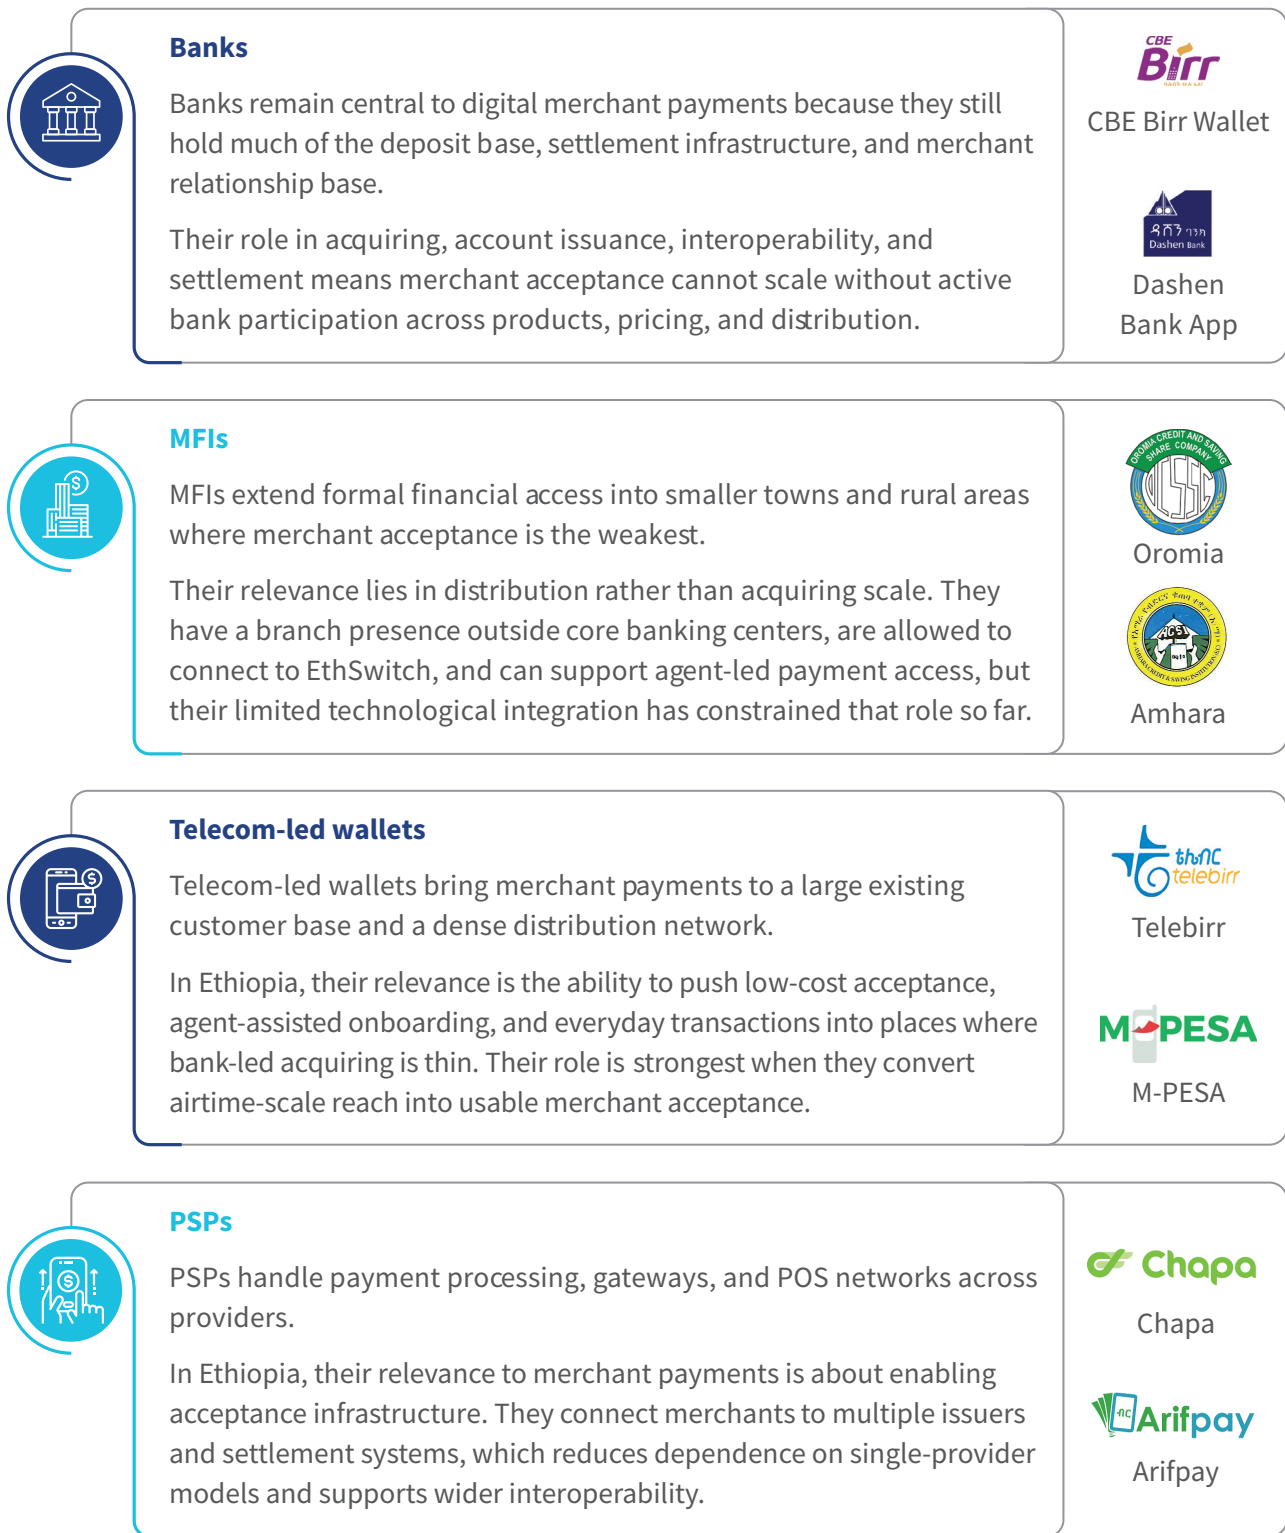 Banks
Banks remain central to digital merchant payments because they still
hold much of the deposit base, settlement infrastructure, and merchant
relationship base.
Their role in acquiring, account issuance, interoperability, and
settlement means merchant acceptance cannot scale without active
bank participation across products, pricing, and distribution.
CBE
Birr
CBE Birr Wallet
ዳሸን ባንክ
Dashen Bank
Dashen
Bank App
MFIs
MFIs extend formal financial access into smaller towns and rural areas
where merchant acceptance is the weakest.
Their relevance lies in distribution rather than acquiring scale. They
have a branch presence outside core banking centers, are allowed to
connect to EthSwitch, and can support agent-led payment access, but
their limited technological integration has constrained that role so far.
OROMIA CREDIT AND SAVING
SHARE COMPANY
OCSSC
Oromia
ACSI
AMHARA CREDIT & SAVING INSTITUTION
Amhara
Telecom-led wallets
Telecom-led wallets bring merchant payments to a large existing
customer base and a dense distribution network.
In Ethiopia, their relevance is the ability to push low-cost acceptance,
agent-assisted onboarding, and everyday transactions into places where
bank-led acquiring is thin. Their role is strongest when they convert
airtime-scale reach into usable merchant acceptance.
ቴሌብር
telebirr
Telebirr
M-PESA
M-PESA
PSPs
PSPs handle payment processing, gateways, and POS networks across
providers.
In Ethiopia, their relevance to merchant payments is about enabling
acceptance infrastructure. They connect merchants to multiple issuers
and settlement systems, which reduces dependence on single-provider
models and supports wider interoperability.
Chapa
Chapa
ብር
Arifpay
Arifpay